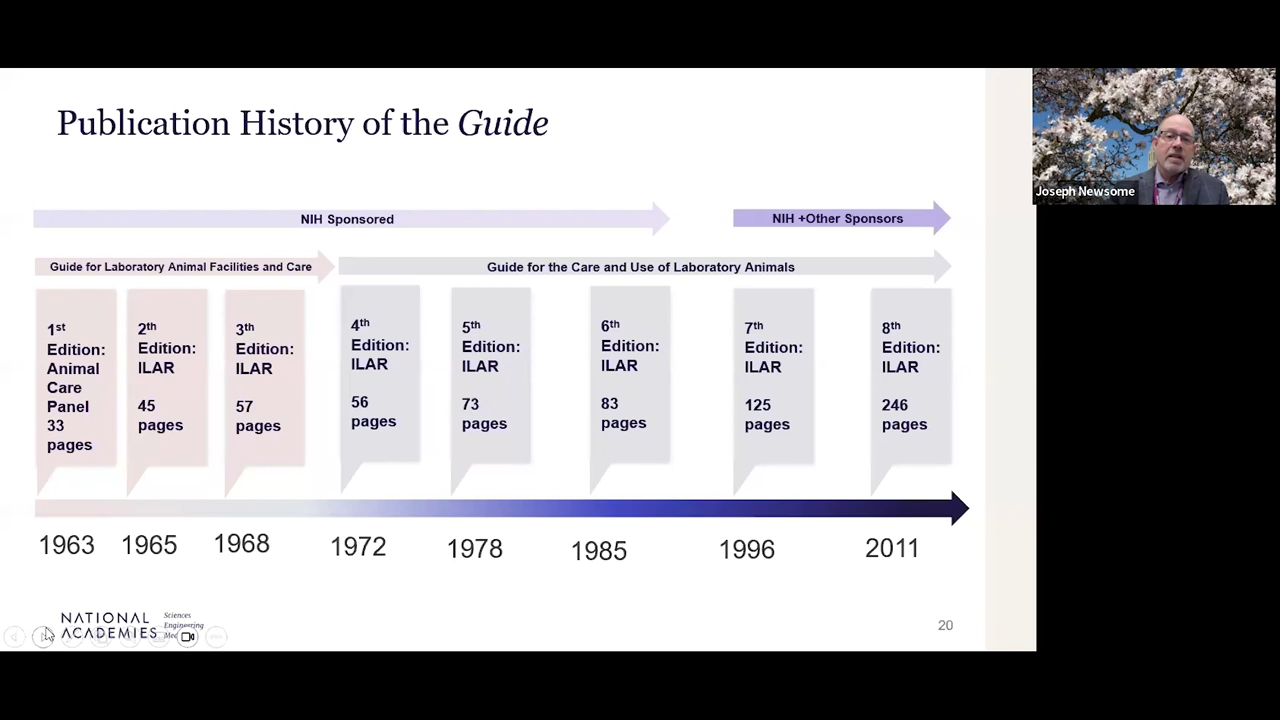 Publication History of the Guide
NIH Sponsored
NIH +Other Sponsors
Guide for Laboratory Animal Facilities and Care
Guide for the Care and Use of Laboratory Animals
1st
Edition:
Animal
Care
Panel
33
pages
2th
Edition:
ILAR
45
pages
3th
Edition:
ILAR
57
pages
4th
Edition:
ILAR
56
pages
5th
Edition:
ILAR
73
pages
6th
Edition:
ILAR
83
pages
7th
Edition:
ILAR
125
pages
8th
Edition:
ILAR
246
pages
1963
1965
1968
1972
1978
1985
1996
2011
NATIONAL
ACADEMIES
Sciences
Engineering
20
Joseph Newsome